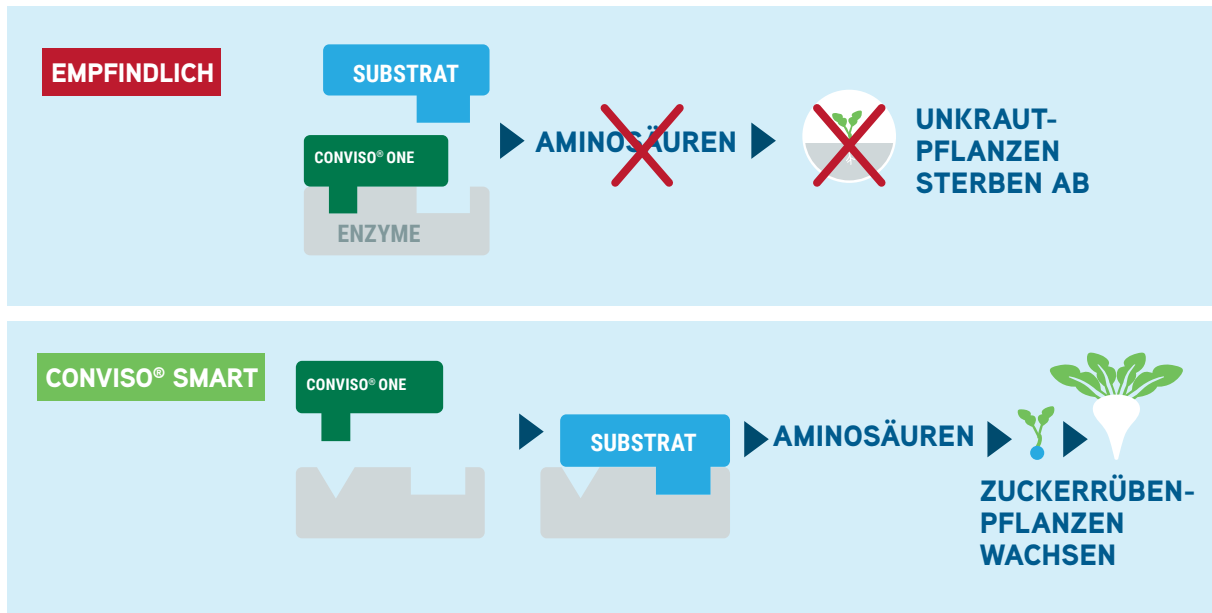 EMPFINDLICH
SUBSTRAT
CONVISO® ONE
ENZYME
AMINOSÄUREN
UNKRAUT-
PFLANZEN
STERBEN AB
CONVISO® SMART
CONVISO® ONE
SUBSTRAT
AMINOSÄUREN
ZUCKERRÜBEN-
PFLANZEN
WACHSEN